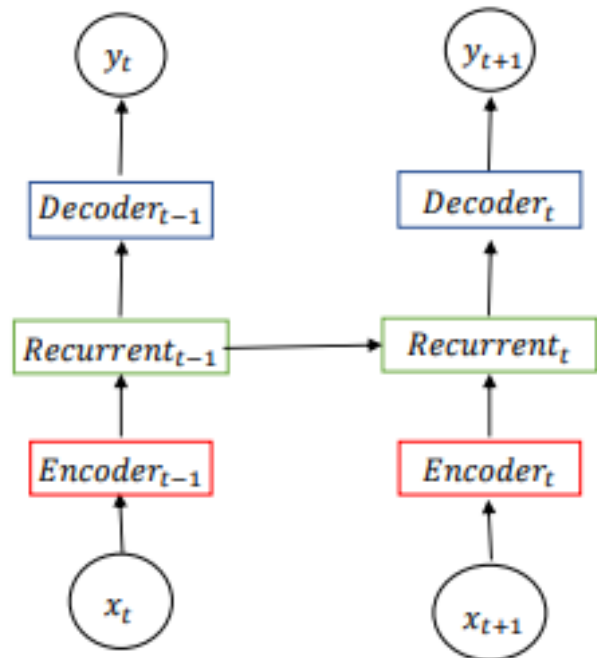 y_t
y_{t+1}
Decoder_{t-1}
Decoder_t
Recurrent_{t-1}
Recurrent_t
Encoder_{t-1}
Encoder_t
x_t
x_{t+1}